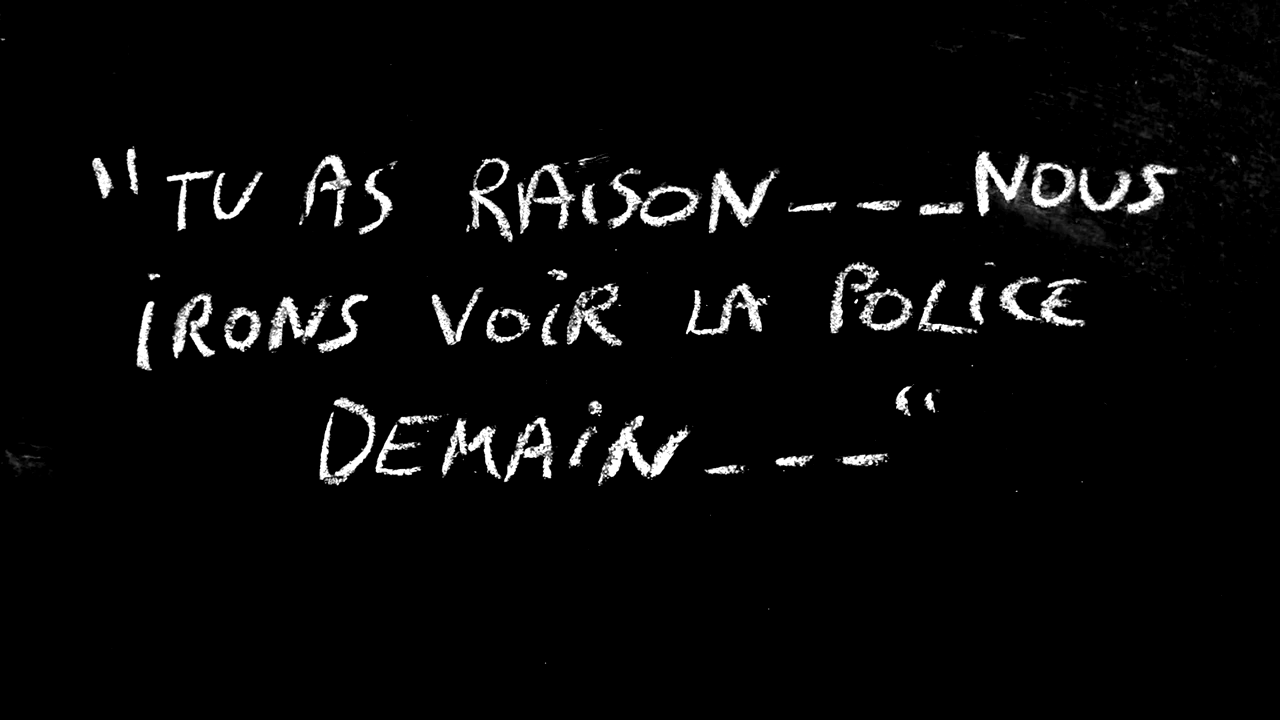 "TU AS RAISON---NOUS
iRONS VOiR LA POLiCE
DEMAiN---"